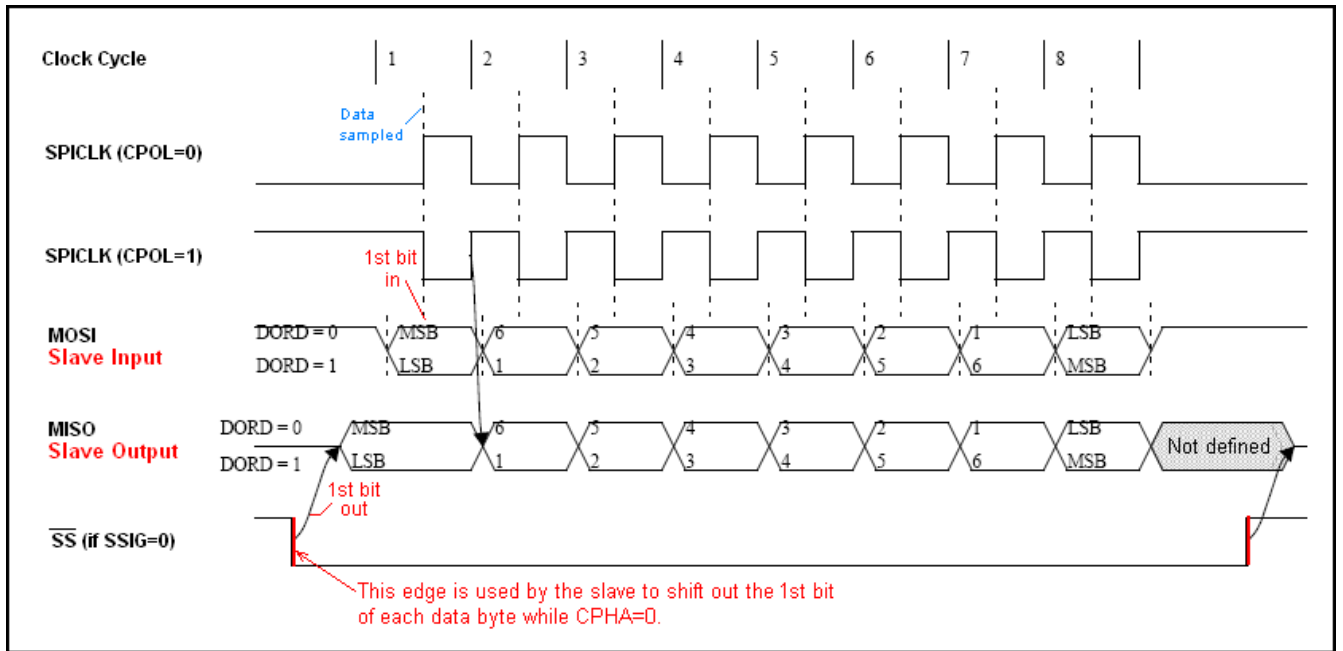 Clock Cycle 1 2 3 4 5 6 7 8
Data
sampled
SPICLK (CPOL=0)
SPICLK (CPOL=1)
1st bit
in
MOSI
Slave Input
DORD = 0 MSB 6 5 4 3 2 1 LSB
DORD = 1 LSB 1 2 3 4 5 6 MSB
MISO
Slave Output
DORD = 0 MSB 6 5 4 3 2 1 LSB
DORD = 1 LSB 1 2 3 4 5 6 MSB
Not defined
1st bit
out
SS (if SSIG=0)
This edge is used by the slave to shift out the 1st bit
of each data byte while CPHA=0.